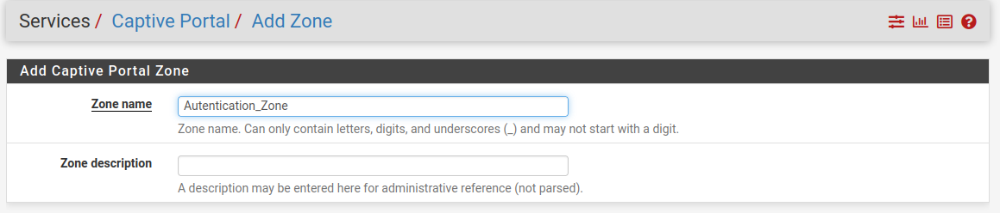 Services / Captive Portal / Add Zone
Add Captive Portal Zone
Zone name
Autentication_Zone
Zone name. Can only contain letters, digits, and underscores (_) and may not start with a digit.
Zone description
A description may be entered here for administrative reference (not parsed).